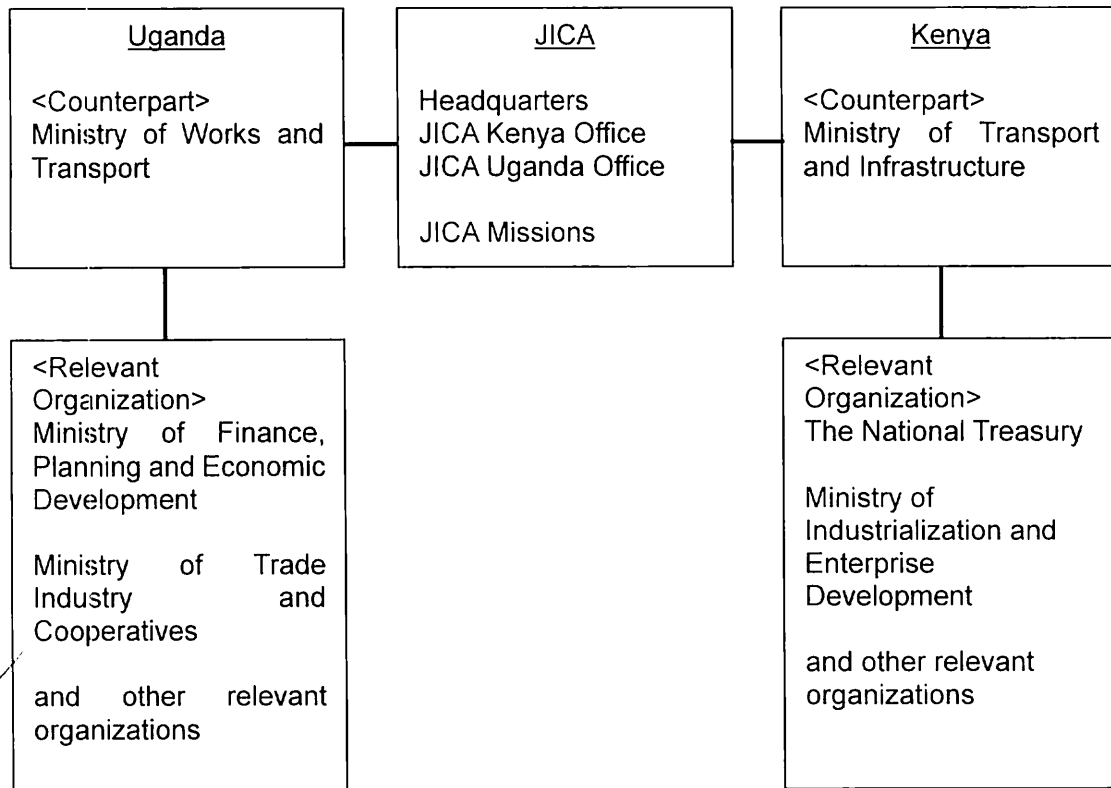 Uganda
<Counterpart>
Ministry of Works and
Transport
JICA
Headquarters
JICA Kenya Office
JICA Uganda Office
JICA Missions
Kenya
<Counterpart>
Ministry of Transport
and Infrastructure
<Relevant
Organization>
Ministry of Finance,
Planning and Economic
Development
Ministry of Trade
Industry and
Cooperatives
and other relevant
organizations
<Relevant
Organization>
The National Treasury
Ministry of
Industrialization and
Enterprise
Development
and other relevant
organizations